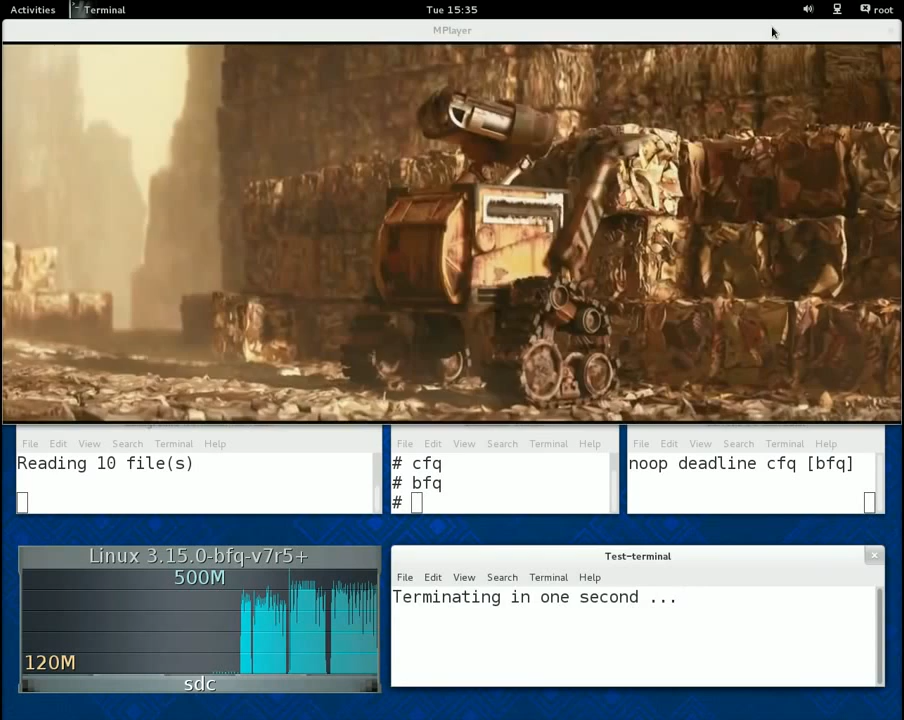 Activities Terminal Tue 15:35 root
MPlayer
File Edit View Search Terminal Help
Reading 10 file(s)
File Edit View Search Terminal Help
# cfq
# bfq
#
File Edit View Search Terminal Help
noop deadline cfq [bfq]
Linux 3.15.0-bfq-v7r5+
500M
120M
sdc
Test-terminal
File Edit View Search Terminal Help
Terminating in one second ...